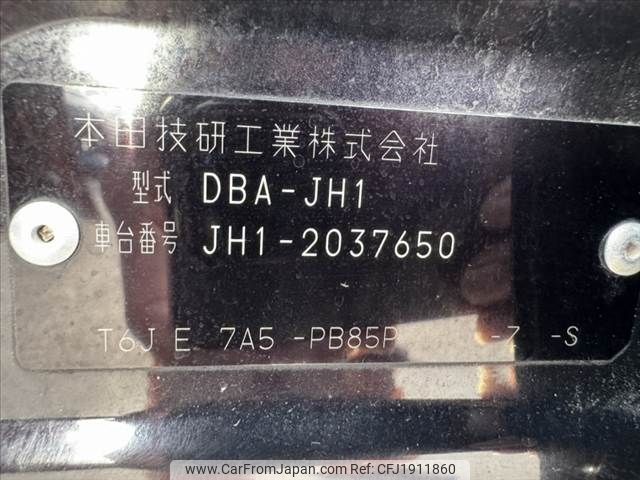 本田技研工業株式会社
型式 DBA-JH1
車台番号 JH1-2037650
T6J E 7A5 -PB85P -Z -S
www.CarFromJapan.com Ref:CFJ1911860